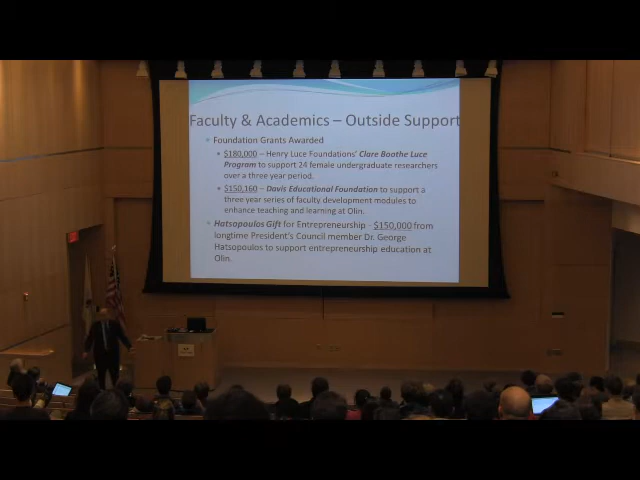 Faculty & Academics – Outside Support
Foundation Grants Awarded
$180,000 – Henry Luce Foundations' Clare Boothe Luce
Program to support 24 female undergraduate researchers
over a three year period.
$150,160 – Davis Educational Foundation to support a
three year series of faculty development modules to
enhance teaching and learning at Olin.
Hatsopoulos Gift for Entrepreneurship - $150,000 from
longtime President's Council member Dr. George
Hatsopoulos to support entrepreneurship education at
Olin.